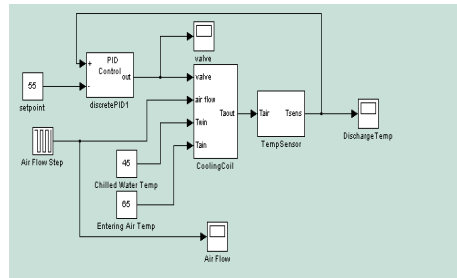 PID
Control
+
-
out
discretePID1
valve
55
setpoint
Air Flow Step
valve
air flow
Twin
Tain
Taout
CoolingCoil
Tair
Tsens
TempSensor
DischargeTemp
45
Chilled Water Temp
65
Entering Air Temp
Air Flow